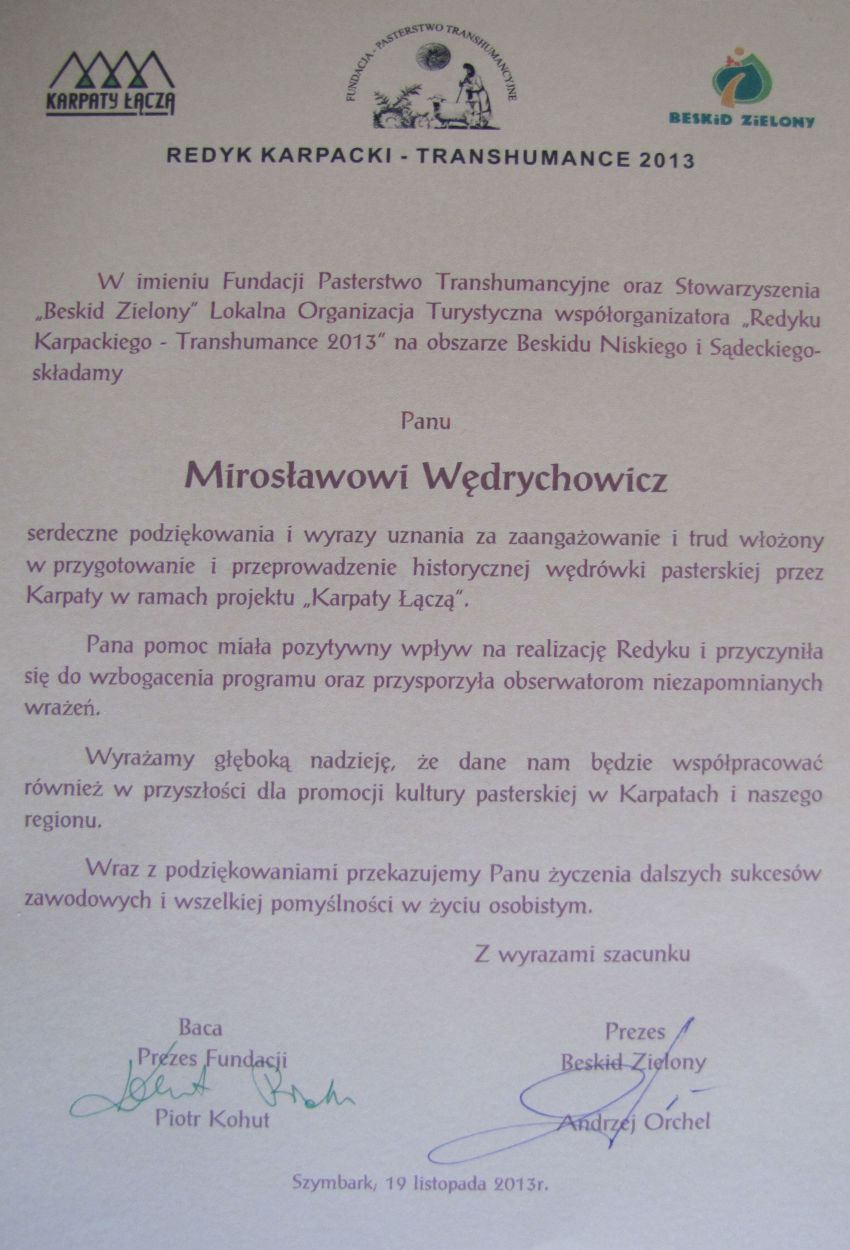 KARPATY ŁĄCZĄ
FUNDACJA - PASTERSTWO TRANSHUMANCYJNE
BESKiD ZiELONY
REDYK KARPACKI - TRANSHUMANCE 2013
W imieniu Fundacji Pasterstwo Transhumancyjne oraz Stowarzyszenia
„Beskid Zielony" Lokalna Organizacja Turystyczna współorganizatora „Redyku
Karpackiego - Transhumance 2013" na obszarze Beskidu Niskiego i Sądeckiego-
składamy
Panu
Mirosławowi Wędrychowicz
serdeczne podziękowania i wyrazy uznania za zaangażowanie i trud włożony
w przygotowanie i przeprowadzenie historycznej wędrówki pasterskiej przez
Karpaty w ramach projektu „Karpaty Łączą".
Pana pomoc miała pozytywny wpływ na realizację Redyku i przyczyniła
się do wzbogacenia programu oraz przysporzyła obserwatorom niezapomnianych
wrażeń.
Wyrażamy głęboką nadzieję, że dane nam będzie współpracować
również w przyszłości dla promocji kultury pasterskiej w Karpatach i naszego
regionu.
Wraz z podziękowaniami przekazujemy Panu życzenia dalszych sukcesów
zawodowych i wszelkiej pomyślności w życiu osobistym.
Z wyrazami szacunku
Baca
Prezes Fundacji
Piotr Kohut
Prezes
Beskid Zielony
Andrzej Orchel
Szymbark, 19 listopada 2013r.